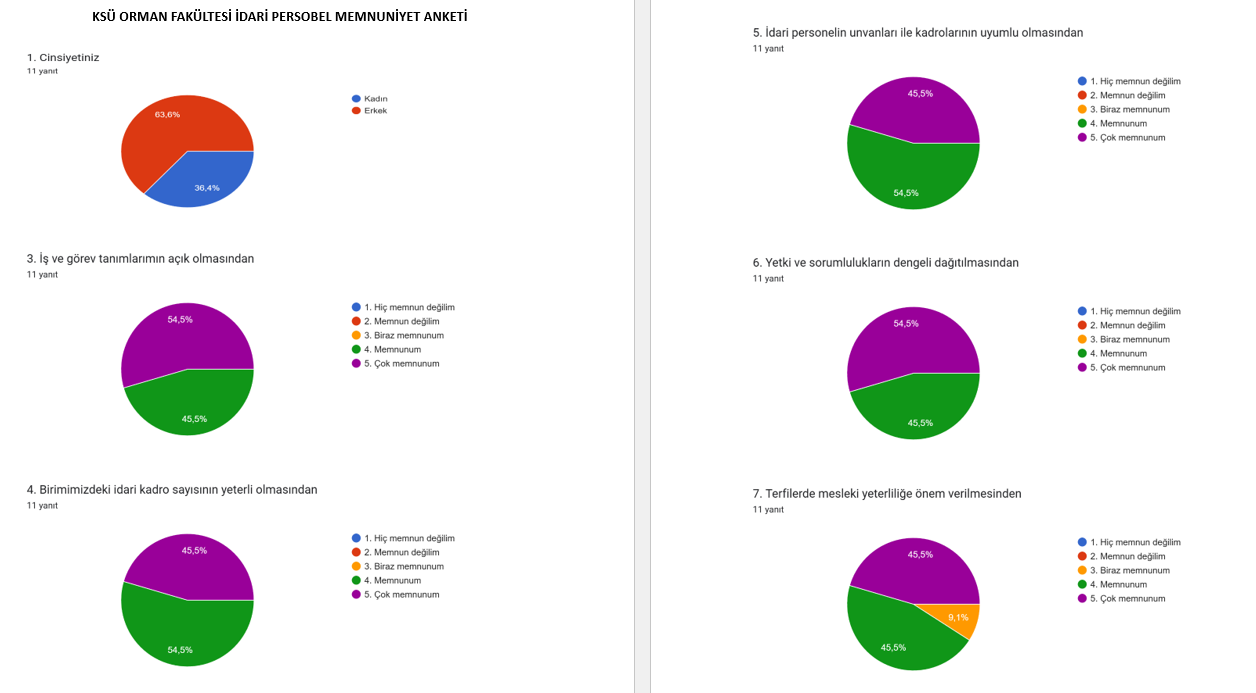 KSÜ ORMAN FAKÜLTESİ İDARİ PERSOBEL MEMNUNİYET ANKETİ
1. Cinsiyetiniz
11 yanıt
63,6%
36,4%
Kadın
Erkek
3. İş ve görev tanımlarımın açık olmasından
11 yanıt
54,5%
45,5%
1. Hiç memnun değilim
2. Memnun değilim
3. Biraz memnunum
4. Memnunum
5. Çok memnunum
4. Birimimizdeki idari kadro sayısının yeterli olmasından
11 yanıt
45,5%
54,5%
1. Hiç memnun değilim
2. Memnun değilim
3. Biraz memnunum
4. Memnunum
5. Çok memnunum
5. İdari personelin unvanları ile kadrolarının uyumlu olmasından
11 yanıt
45,5%
54,5%
1. Hiç memnun değilim
2. Memnun değilim
3. Biraz memnunum
4. Memnunum
5. Çok memnunum
6. Yetki ve sorumlulukların dengeli dağıtılmasından
11 yanıt
54,5%
45,5%
1. Hiç memnun değilim
2. Memnun değilim
3. Biraz memnunum
4. Memnunum
5. Çok memnunum
7. Terfilerde mesleki yeterliliğe önem verilmesinden
11 yanıt
45,5%
9,1%
45,5%
1. Hiç memnun değilim
2. Memnun değilim
3. Biraz memnunum
4. Memnunum
5. Çok memnunum